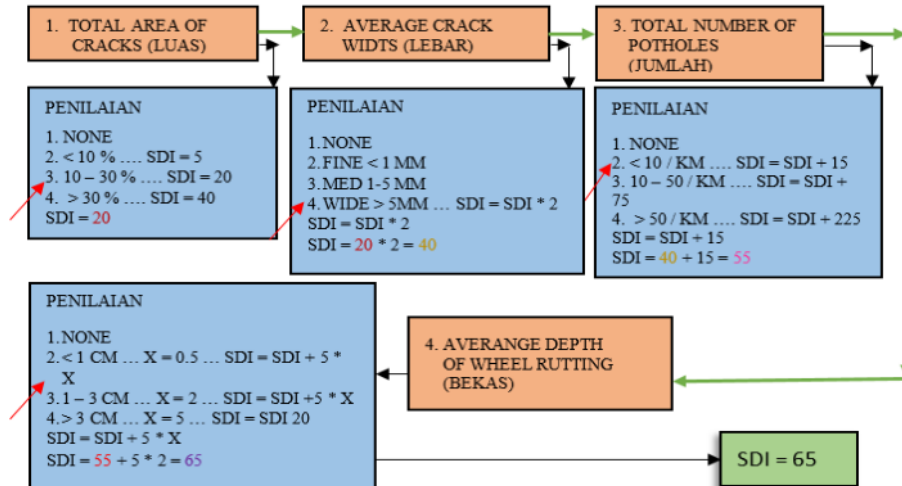 1. TOTAL AREA OF
CRACKS (LUAS)
2. AVERAGE CRACK
WIDTS (LEBAR)
3. TOTAL NUMBER OF
POTHOLES
(JUMLAH)
PENILAIAN
1. NONE
2. < 10 % .... SDI = 5
3. 10 – 30 % .... SDI = 20
4. > 30 % .... SDI = 40
SDI = 20
PENILAIAN
1.NONE
2.FINE < 1 MM
3.MED 1-5 MM
4.WIDE > 5MM ... SDI = SDI * 2
SDI = SDI * 2
SDI = 20 * 2 = 40
PENILAIAN
1. NONE
2. < 10 / KM .... SDI = SDI + 15
3. 10 – 50 / KM .... SDI = SDI +
75
4. > 50 / KM .... SDI = SDI + 225
SDI = SDI + 15
SDI = 40 + 15 = 55
PENILAIAN
1.NONE
2.< 1 CM ... X = 0.5 ... SDI = SDI + 5 *
X
3.1 – 3 CM ... X = 2 ... SDI = SDI +5 * X
4.> 3 CM ... X = 5 ... SDI = SDI 20
SDI = SDI + 5 * X
SDI = 55 + 5 * 2 = 65
4. AVERANGE DEPTH
OF WHEEL RUTTING
(BEKAS)
SDI = 65